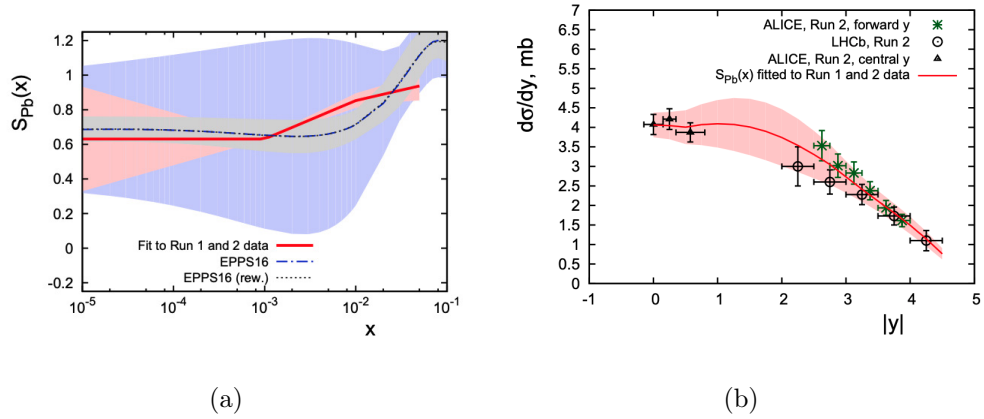 S_Pb(x)
1.2
1
0.8
0.6
0.4
0.2
0
-0.2
Fit to Run 1 and 2 data
EPPS16
EPPS16 (rew.)
10^-5
10^-4
10^-3
10^-2
10^-1
x
(a)
dσ/dy, mb
7
6.5
6
5.5
5
4.5
4
3.5
3
2.5
2
1.5
1
0.5
0
ALICE, Run 2, forward y
LHCb, Run 2
ALICE, Run 2, central y
S_Pb(x) fitted to Run 1 and 2 data
-1
0
1
2
3
4
5
|y|
(b)